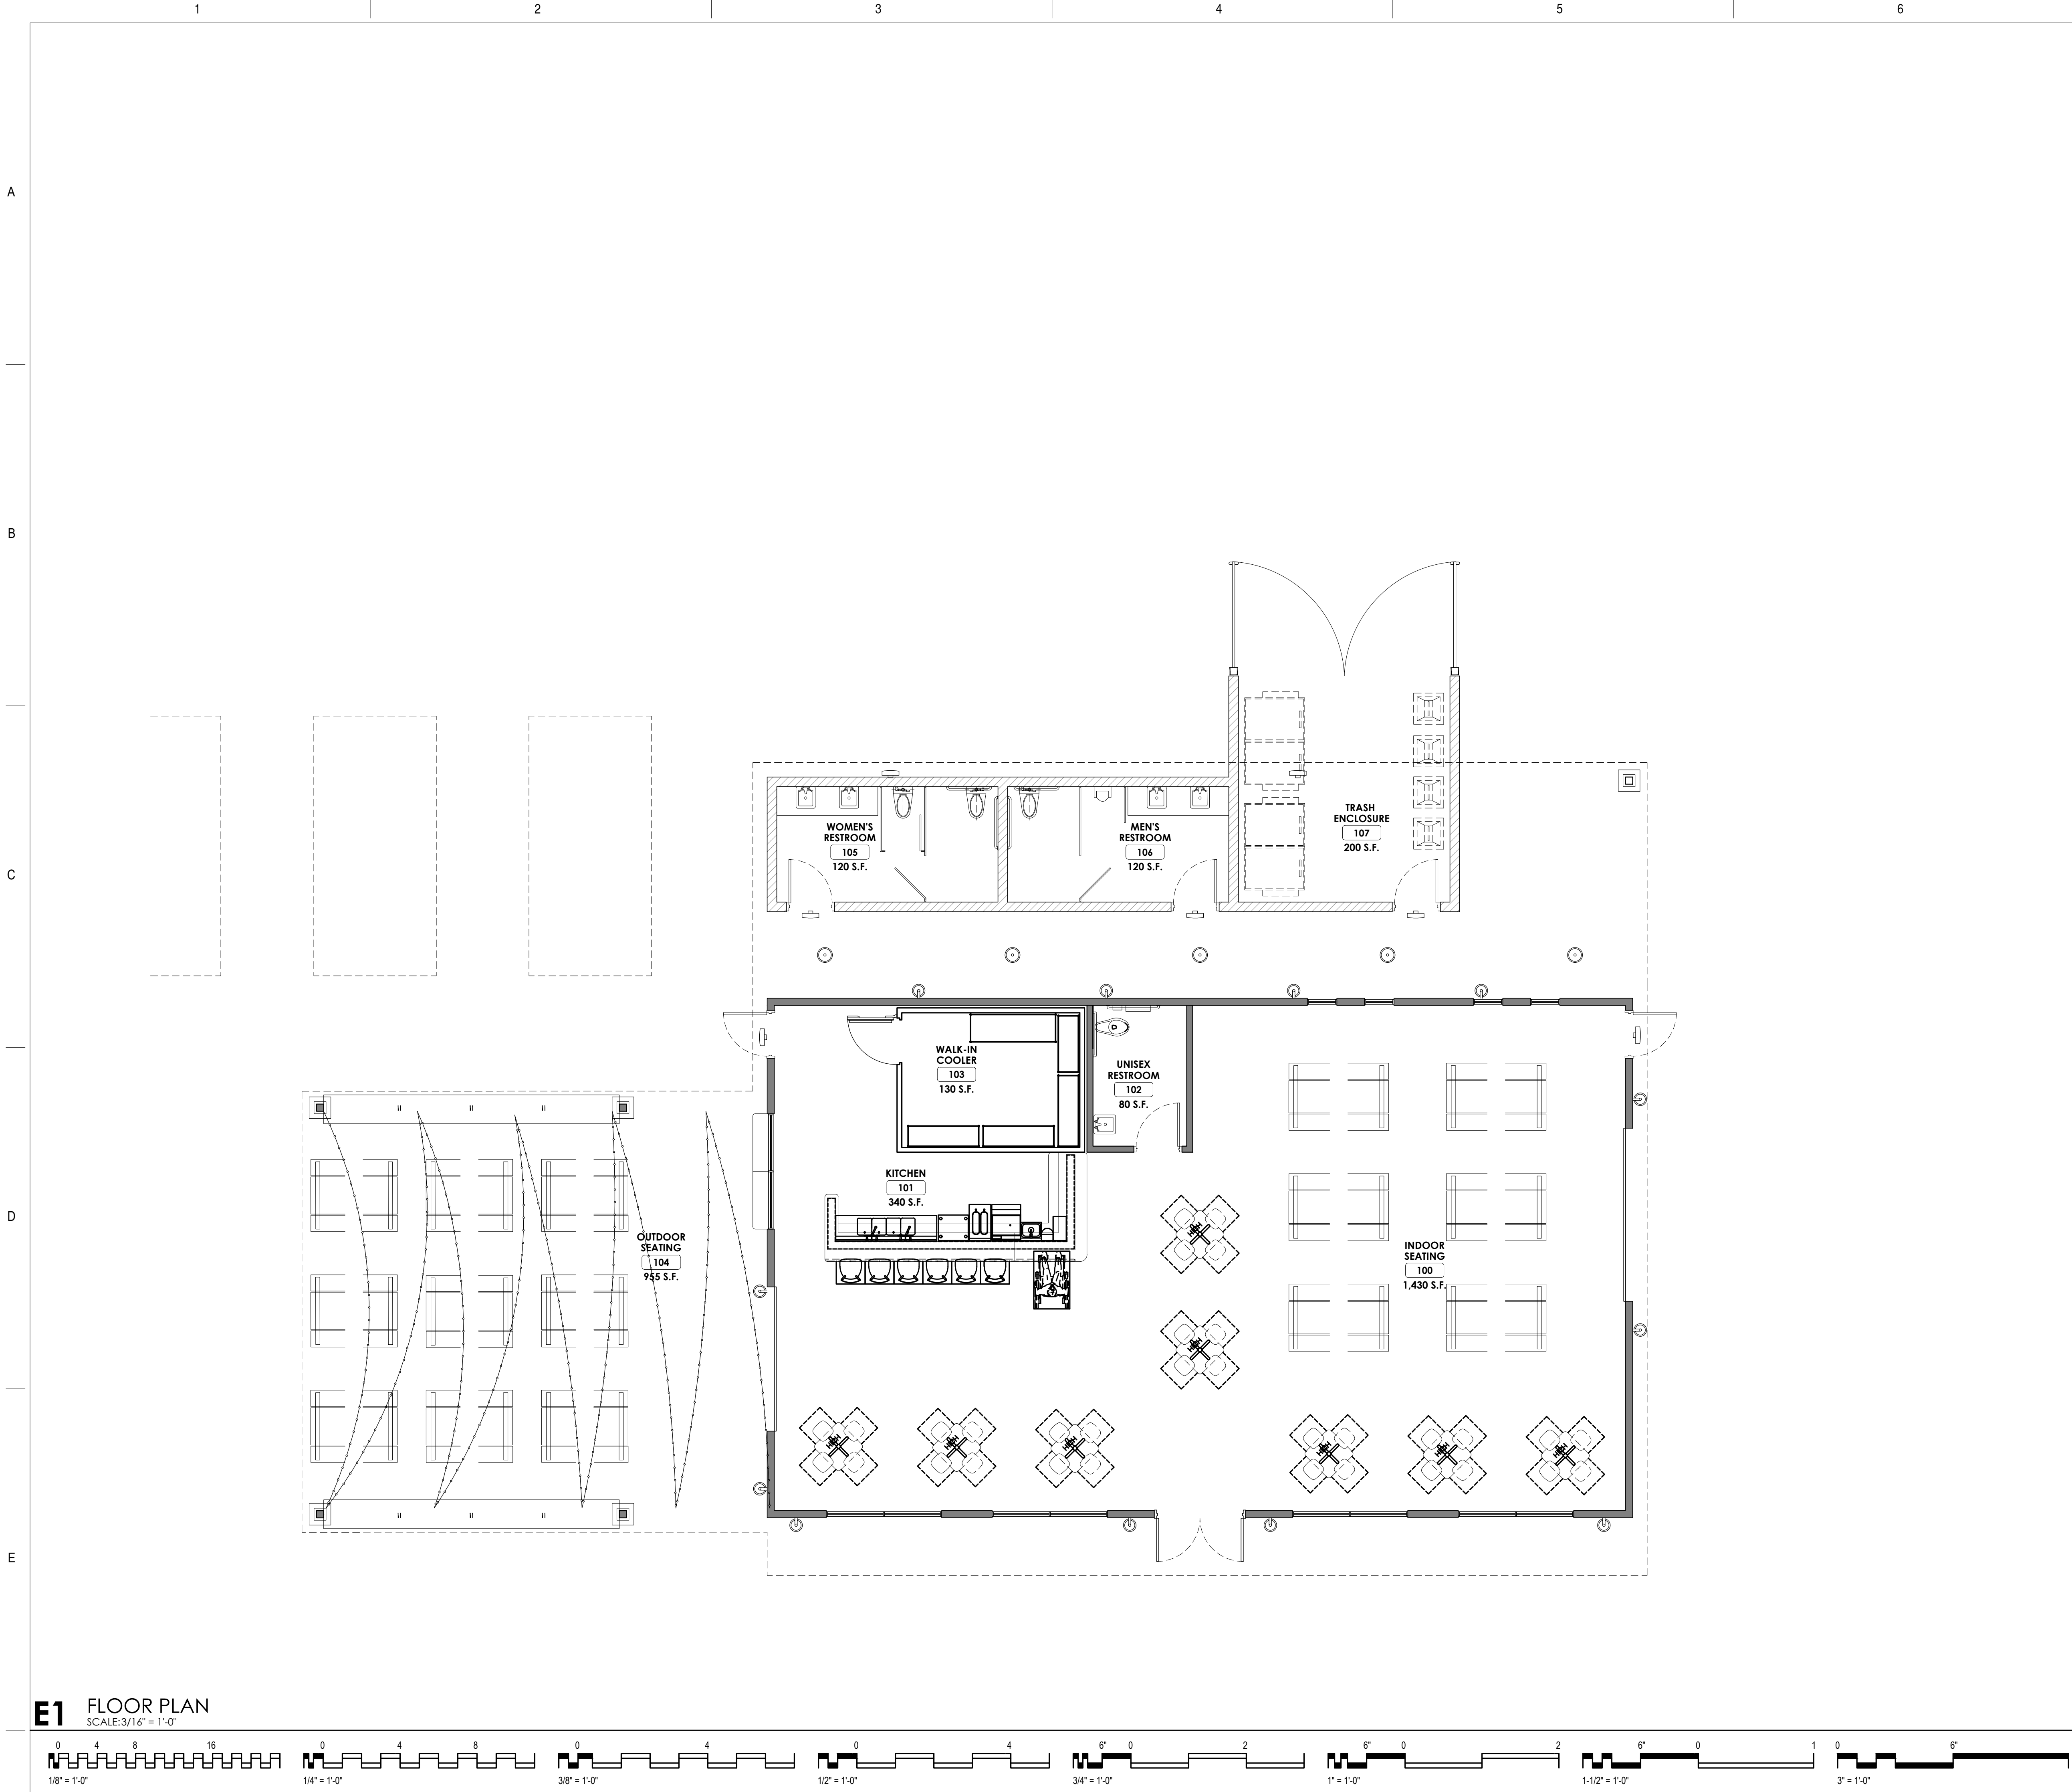 1 2 3 4 5 6
A
B
C
D
E
WOMEN'S
RESTROOM
105
120 S.F.
MEN'S
RESTROOM
106
120 S.F.
TRASH
ENCLOSURE
107
200 S.F.
WALK-IN
COOLER
103
130 S.F.
UNISEX
RESTROOM
102
80 S.F.
KITCHEN
101
340 S.F.
OUTDOOR
SEATING
104
955 S.F.
INDOOR
SEATING
100
1,430 S.F.
E1 FLOOR PLAN
SCALE:3/16" = 1'-0"
0 4 8 16
1/8" = 1'-0"
0 4 8
1/4" = 1'-0"
0 4
3/8" = 1'-0"
0 4
1/2" = 1'-0"
6" 0 2
3/4" = 1'-0"
6" 0 2
1" = 1'-0"
6" 0 1
1-1/2" = 1'-0"
0 6"
3" = 1'-0"